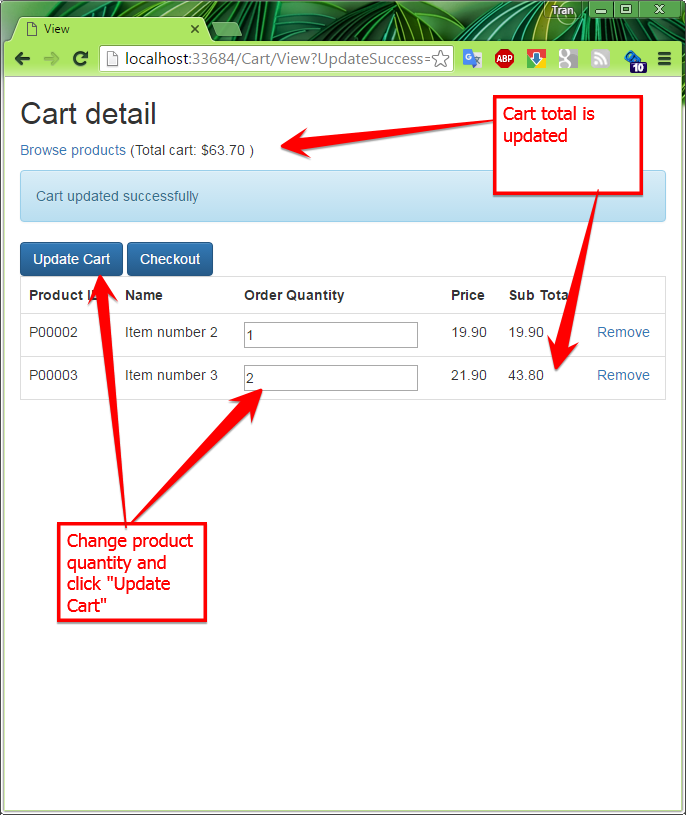 Tran
View
localhost:33684/Cart/View?UpdateSuccess=
ABP
10
Cart detail
Browse products (Total cart: $63.70 )
Cart total is
updated
Cart updated successfully
Update Cart Checkout
Product I Name Order Quantity Price Sub Total
P00002 Item number 2 1 19.90 19.90 Remove
P00003 Item number 3 2 21.90 43.80 Remove
Change product
quantity and
click "Update
Cart"